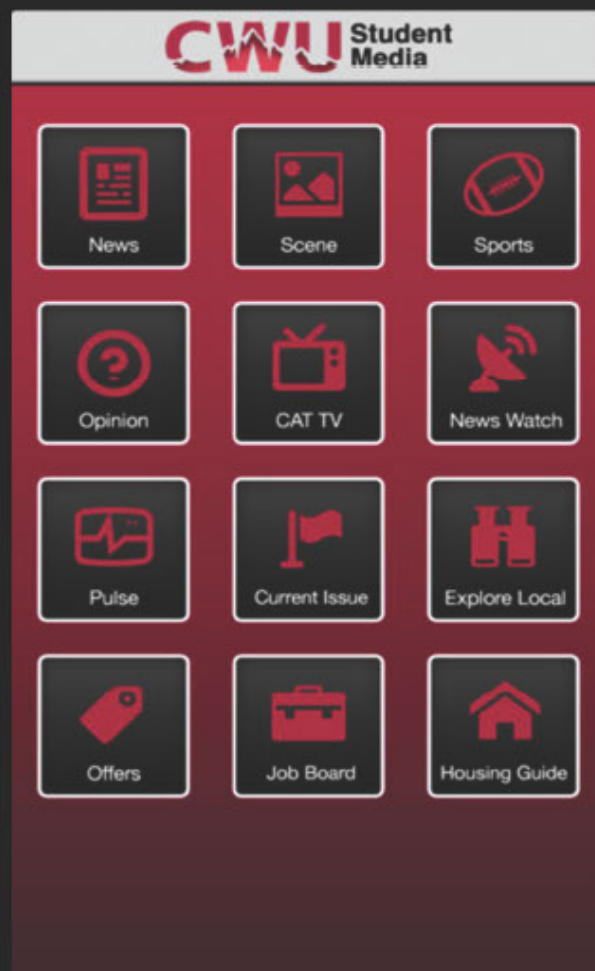 CWU Student
Media
News
Scene
Sports
Opinion
CAT TV
News Watch
Pulse
Current Issue
Explore Local
Offers
Job Board
Housing Guide